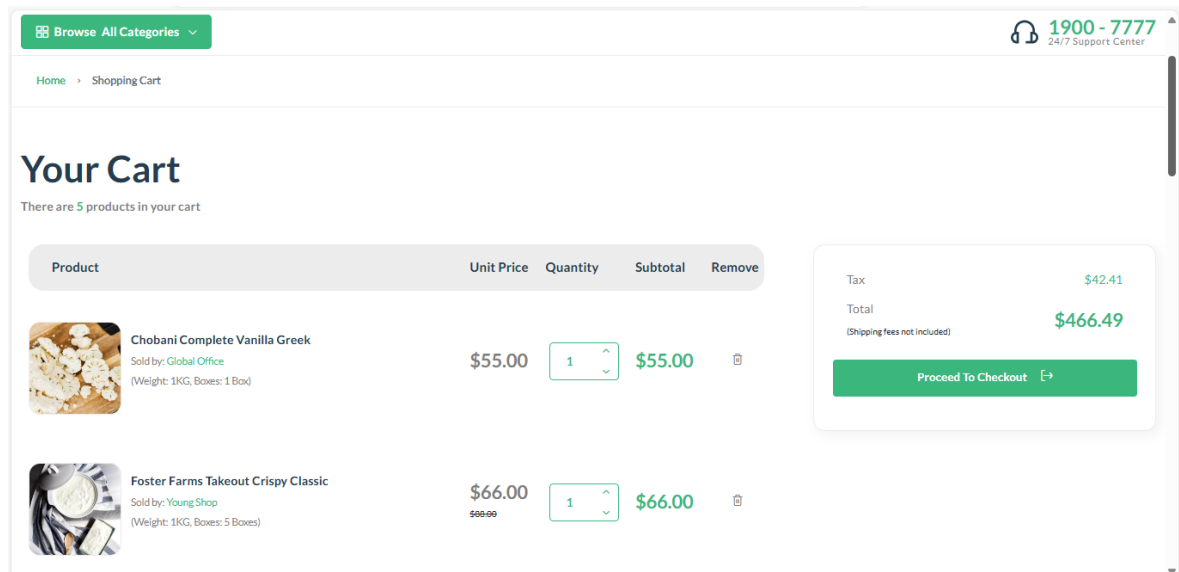 Browse All Categories
1900 - 7777
24/7 Support Center
Home › Shopping Cart
Your Cart
There are 5 products in your cart
Product Unit Price Quantity Subtotal Remove
Chobani Complete Vanilla Greek
Sold by: Global Office
(Weight: 1KG, Boxes: 1 Box)
$55.00 1 $55.00
Foster Farms Takeout Crispy Classic
Sold by: Young Shop
(Weight: 1KG, Boxes: 5 Boxes)
$66.00 1 $66.00
$88.00
Tax $42.41
Total $466.49
(Shipping fees not included)
Proceed To Checkout